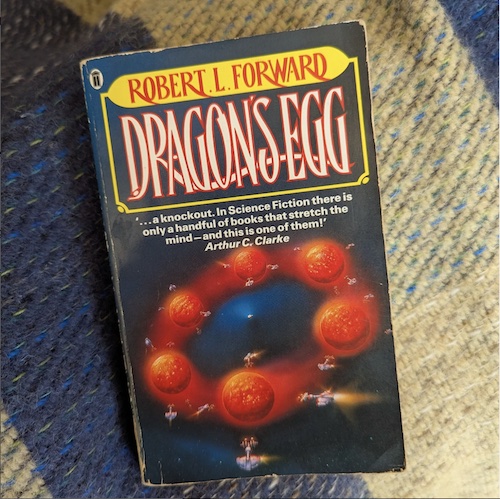 ROBERT L. FORWARD
DRAGON'S EGG
'... a knockout. In Science Fiction there is
only a handful of books that stretch the
mind—and this is one of them!'
Arthur C. Clarke